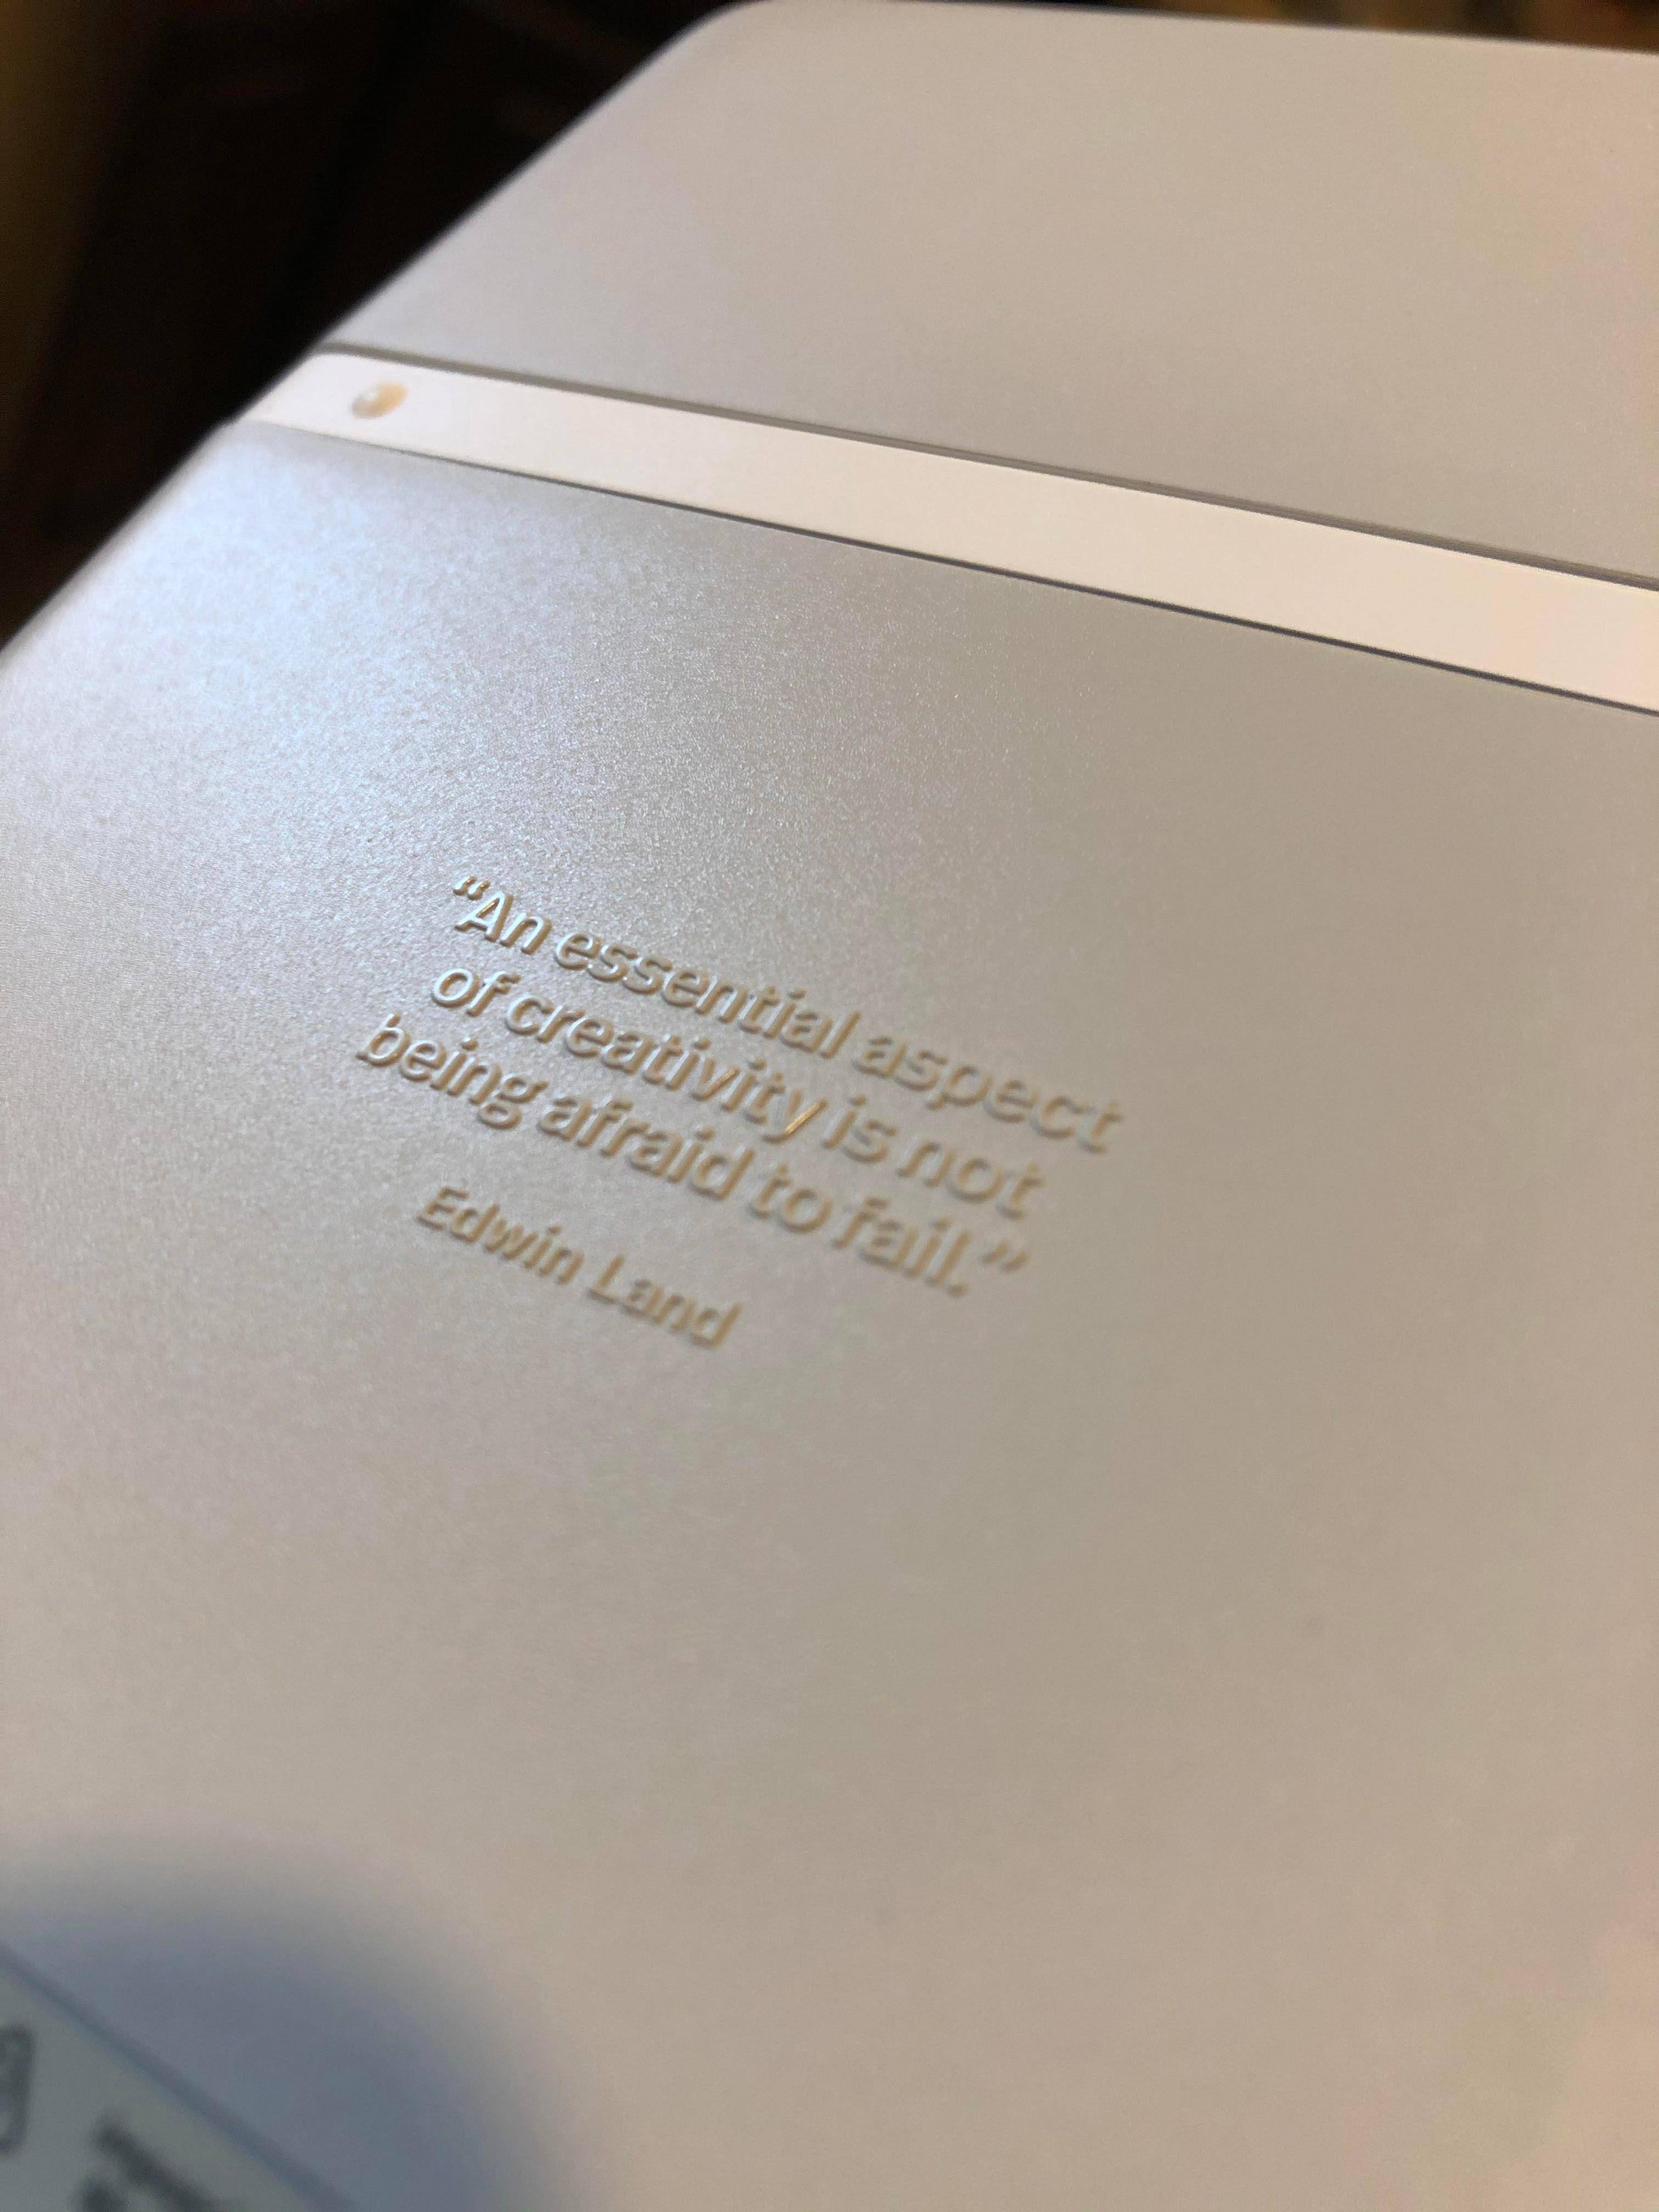 “An essential aspect
of creativity is not
being afraid to fail.”
Edwin Land